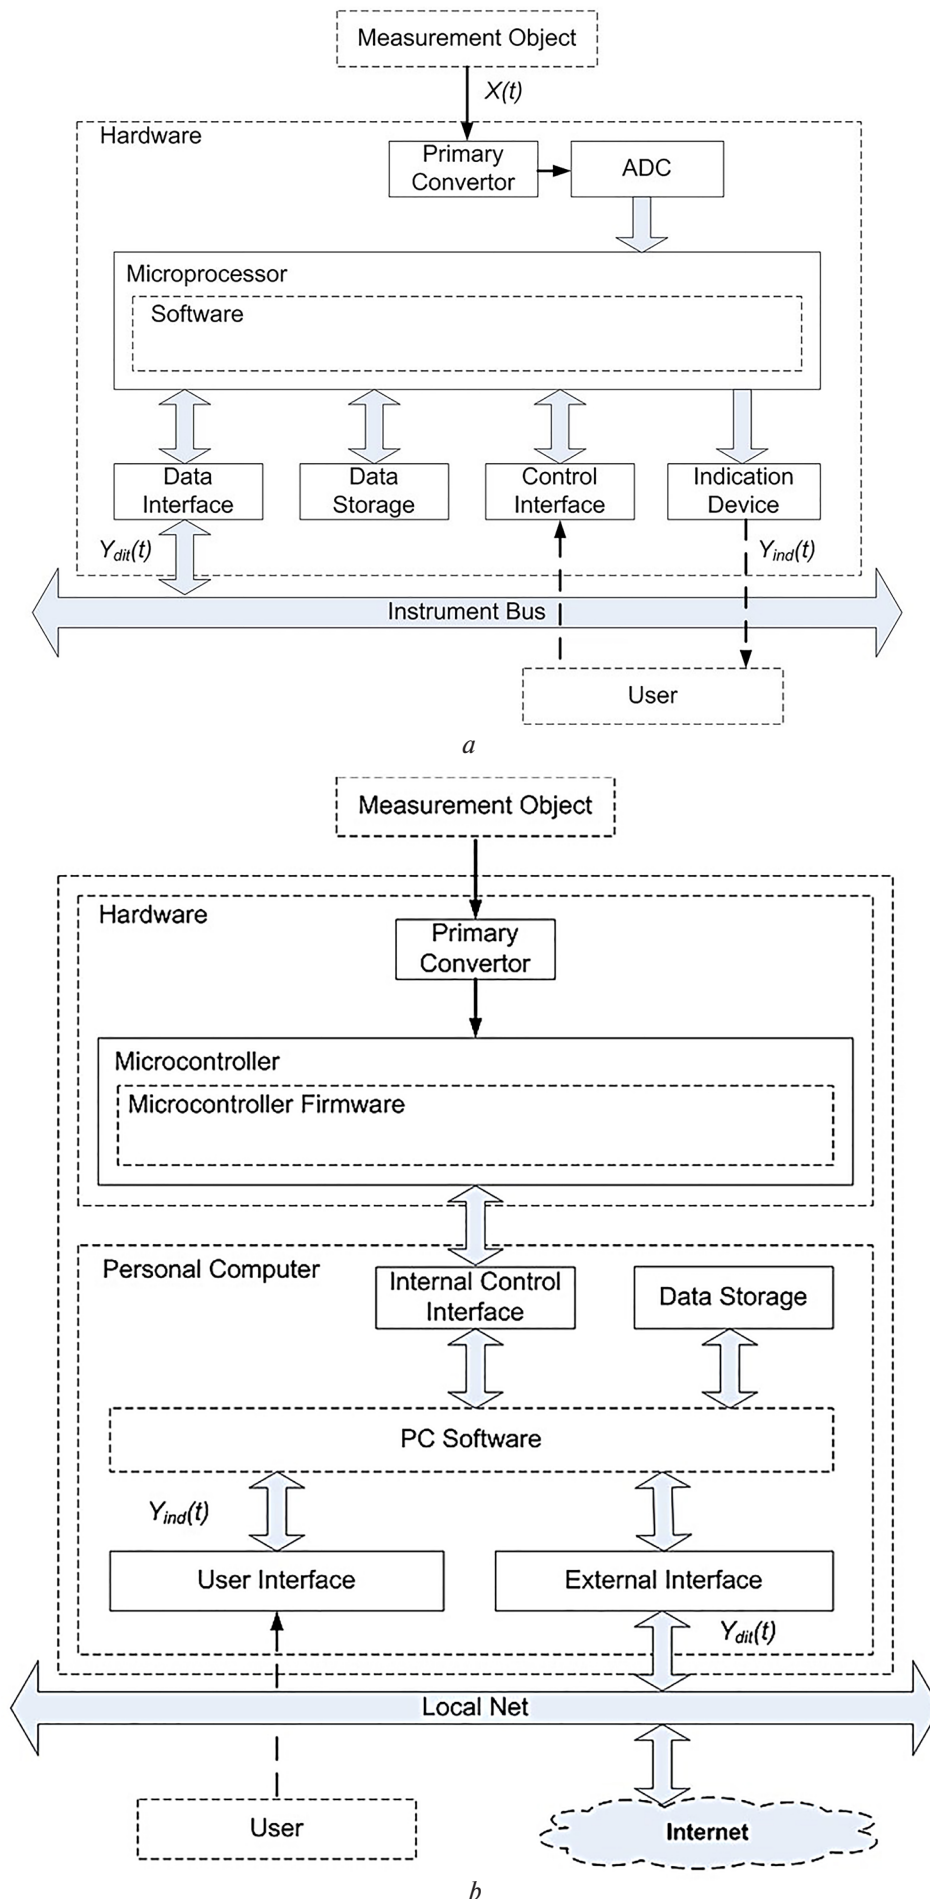 Measurement Object
X(t)
Hardware
Primary
Convertor
ADC
Microprocessor
Software
Data
Interface
Data
Storage
Control
Interface
Indication
Device
Ydit(t)
Yind(t)
Instrument Bus
User
a
Measurement Object
Hardware
Primary
Convertor
Microcontroller
Microcontroller Firmware
Personal Computer
Internal Control
Interface
Data Storage
PC Software
Yind(t)
User Interface
External Interface
Ydit(t)
Local Net
User
Internet
b